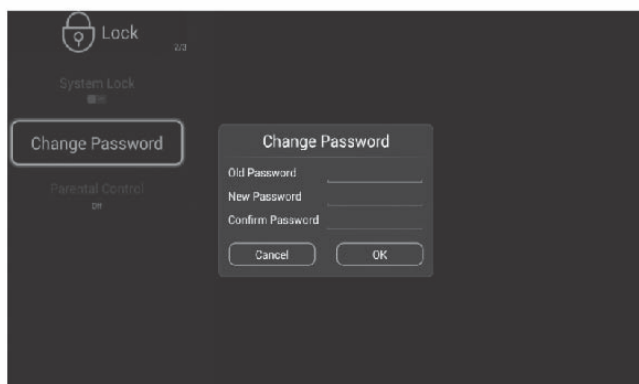 Lock
2/3
System Lock
Change Password
Parental Control
Off
Change Password
Old Password
New Password
Confirm Password
Cancel OK